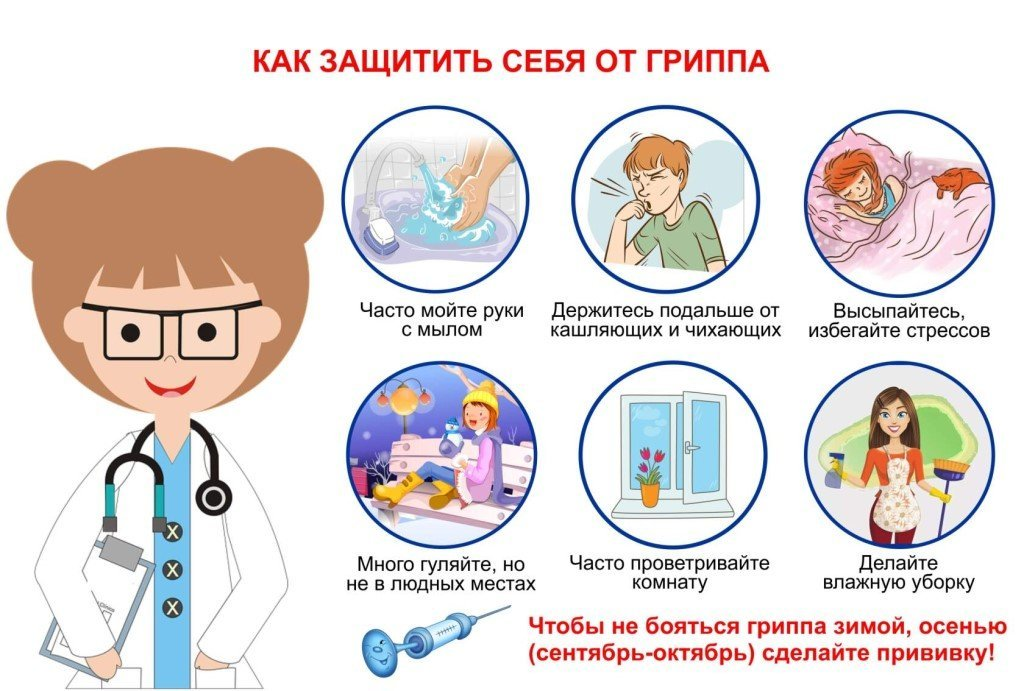 КАК ЗАЩИТИТЬ СЕБЯ ОТ ГРИППА
Часто мойте руки
с мылом
Держитесь подальше от
кашляющих и чихающих
Высыпайтесь,
избегайте стрессов
Много гуляйте, но
не в людных местах
Часто проветривайте
комнату
Делайте
влажную уборку
Чтобы не бояться гриппа зимой, осенью
(сентябрь-октябрь) сделайте прививку!